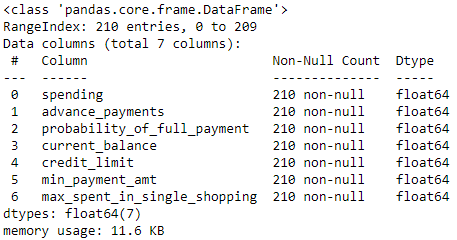 <class 'pandas.core.frame.DataFrame'>
RangeIndex: 210 entries, 0 to 209
Data columns (total 7 columns):
 #   Column                        Non-Null Count  Dtype
---  ------                        --------------  -----
 0   spending                      210 non-null    float64
 1   advance_payments              210 non-null    float64
 2   probability_of_full_payment   210 non-null    float64
 3   current_balance               210 non-null    float64
 4   credit_limit                  210 non-null    float64
 5   min_payment_amt               210 non-null    float64
 6   max_spent_in_single_shopping  210 non-null    float64
dtypes: float64(7)
memory usage: 11.6 KB